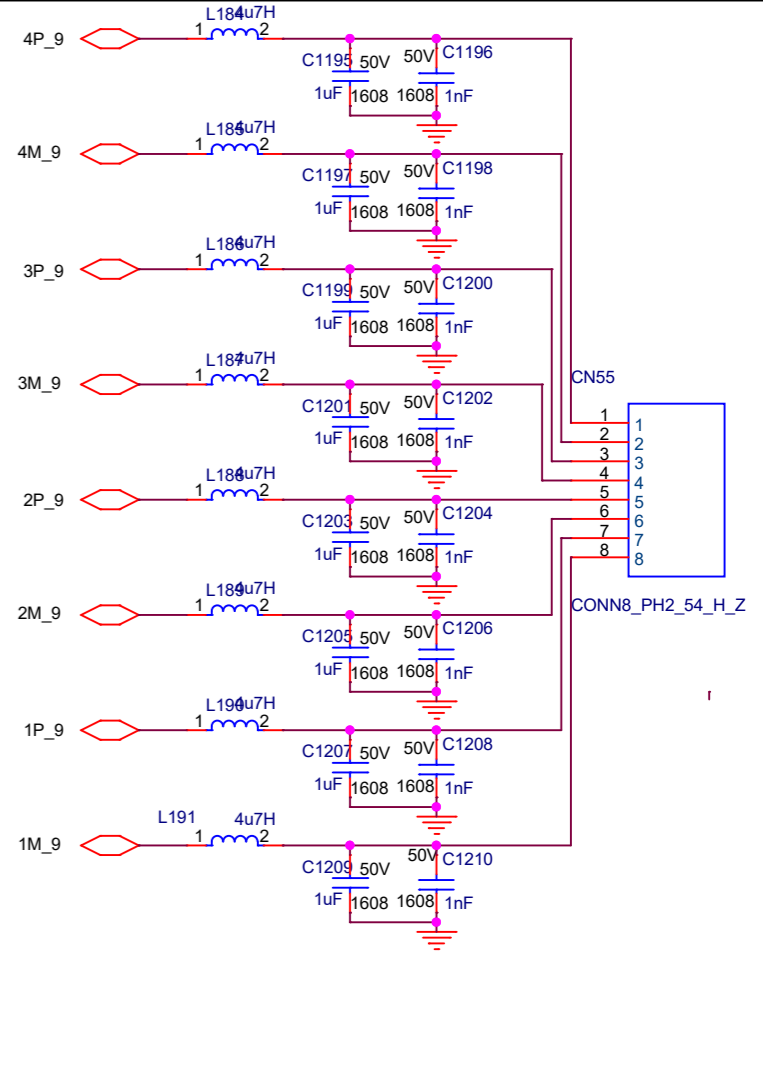 L184 4u7H
4P_9 1 2
C1195 50V 50V C1196
1uF 1608 1608 1nF
L185 4u7H
4M_9 1 2
C1197 50V 50V C1198
1uF 1608 1608 1nF
L186 4u7H
3P_9 1 2
C1199 50V 50V C1200
1uF 1608 1608 1nF
L187 4u7H
3M_9 1 2
C1201 50V 50V C1202
1uF 1608 1608 1nF
L188 4u7H
2P_9 1 2
C1203 50V 50V C1204
1uF 1608 1608 1nF
L189 4u7H
2M_9 1 2
C1205 50V 50V C1206
1uF 1608 1608 1nF
L190 4u7H
1P_9 1 2
C1207 50V 50V C1208
1uF 1608 1608 1nF
L191 4u7H
1M_9 1 2
C1209 50V 50V C1210
1uF 1608 1608 1nF
CN55
1 1
2 2
3 3
4 4
5 5
6 6
7 7
8 8
CONN8_PH2_54_H_Z